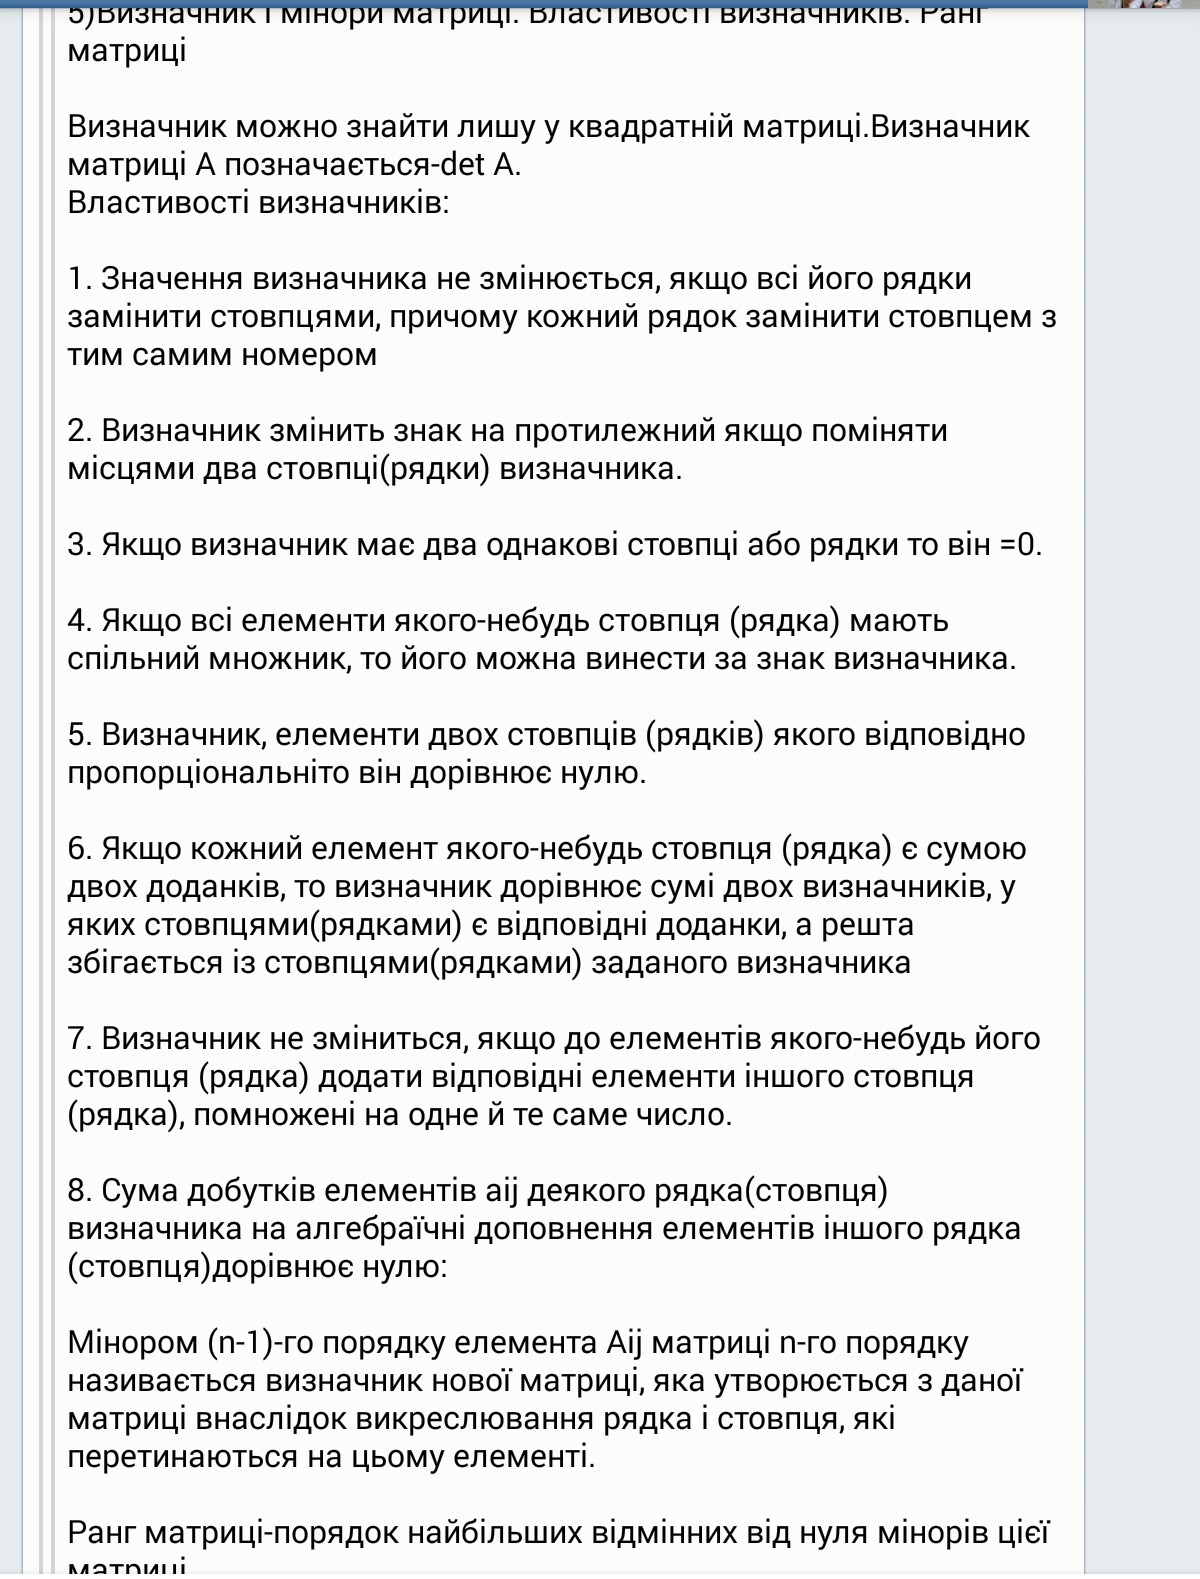 5)Визначник і мінори матриці. Властивості визначників. Ранг
матриці
Визначник можно знайти лишу у квадратній матриці.Визначник
матриці А позначається-det A.
Властивості визначників:
1. Значення визначника не змінюється, якщо всі його рядки
замінити стовпцями, причому кожний рядок замінити стовпцем з
тим самим номером
2. Визначник змінить знак на протилежний якщо поміняти
місцями два стовпці(рядки) визначника.
3. Якщо визначник має два однакові стовпці або рядки то він =0.
4. Якщо всі елементи якого-небудь стовпця (рядка) мають
спільний множник, то його можна винести за знак визначника.
5. Визначник, елементи двох стовпців (рядків) якого відповідно
пропорціональніто він дорівнює нулю.
6. Якщо кожний елемент якого-небудь стовпця (рядка) є сумою
двох доданків, то визначник дорівнює сумі двох визначників, у
яких стовпцями(рядками) є відповідні доданки, а решта
збігається із стовпцями(рядками) заданого визначника
7. Визначник не зміниться, якщо до елементів якого-небудь його
стовпця (рядка) додати відповідні елементи іншого стовпця
(рядка), помножені на одне й те саме число.
8. Сума добутків елементів aij деякого рядка(стовпця)
визначника на алгебраїчні доповнення елементів іншого рядка
(стовпця)дорівнює нулю:
Мінором (n-1)-го порядку елемента Aij матриці n-го порядку
називається визначник нової матриці, яка утворюється з даної
матриці внаслідок викреслювання рядка і стовпця, які
перетинаються на цьому елементі.
Ранг матриці-порядок найбільших відмінних від нуля мінорів цієї
матриці